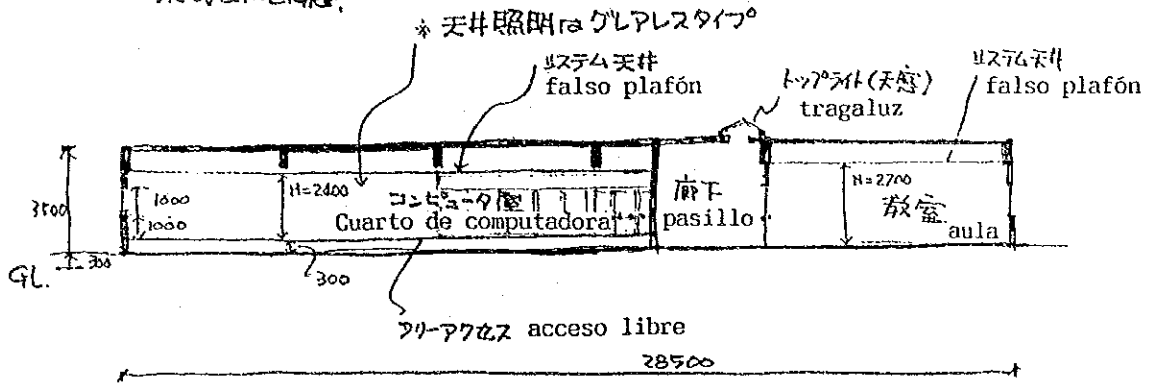 ※ 天井照明はグレアレスタイプ
システム天井
falso plafón
トップライト(天窓)
tragaluz
システム天井
falso plafón
3500
1000
1000
H=2400
コンピュータ室
Cuarto de computadora
廊下
pasillo
H=2700
教室
aula
GL.
300
300
フリーアクセス acceso libre
28500